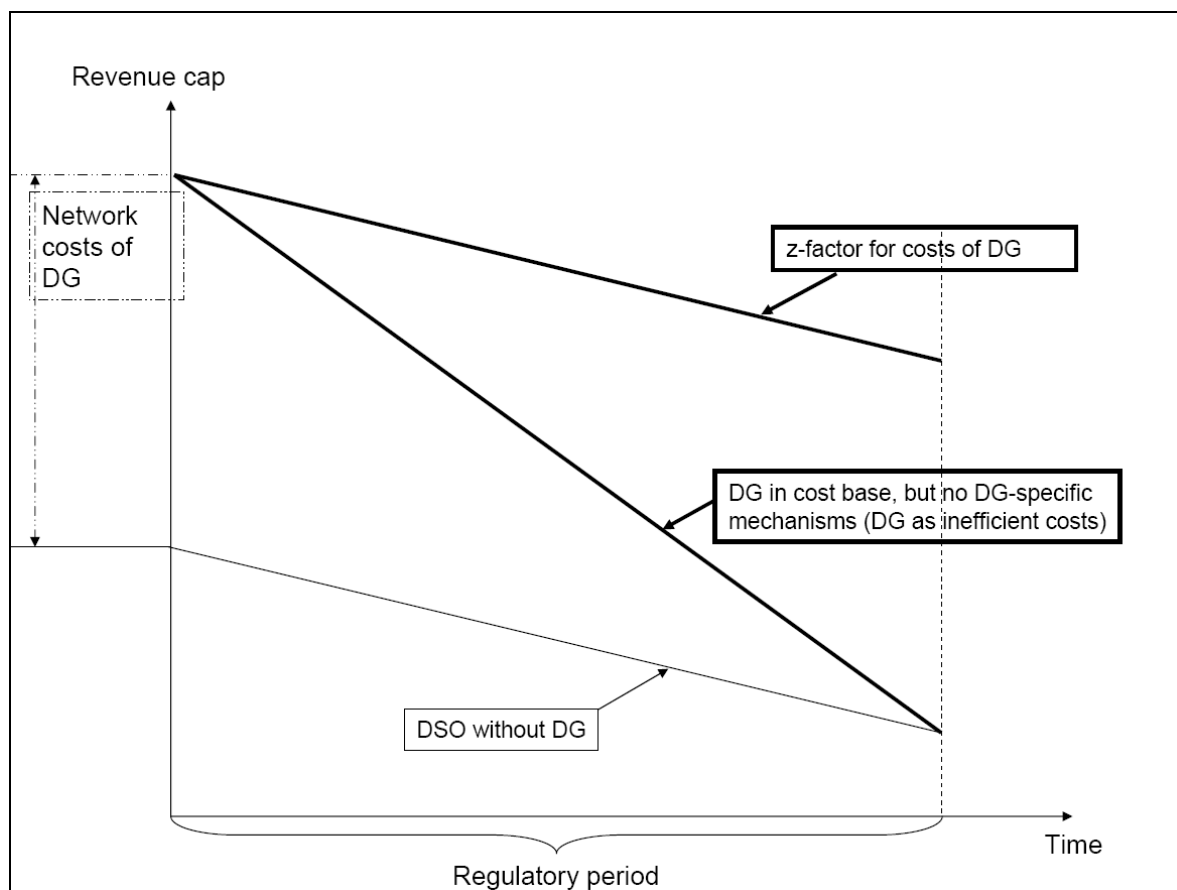 Revenue cap
Network
costs of
DG
z-factor for costs of DG
DG in cost base, but no DG-specific
mechanisms (DG as inefficient costs)
DSO without DG
Time
Regulatory period